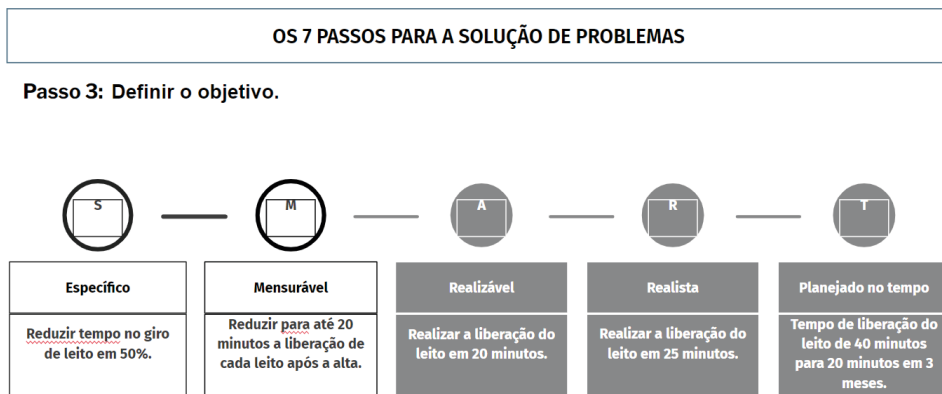 OS 7 PASSOS PARA A SOLUÇÃO DE PROBLEMAS
Passo 3: Definir o objetivo.
S
M
A
R
T
Específico
Reduzir tempo no giro
de leito em 50%.
Mensurável
Reduzir para até 20
minutos a liberação de
cada leito após a alta.
Realizável
Realizar a liberação do
leito em 20 minutos.
Realista
Realizar a liberação do
leito em 25 minutos.
Planejado no tempo
Tempo de liberação do
leito de 40 minutos
para 20 minutos em 3
meses.